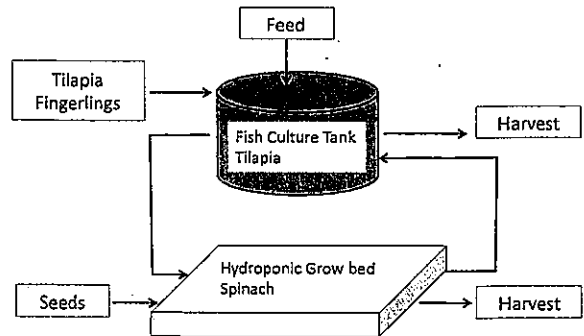 Feed
Tilapia
Fingerlings
Fish Culture Tank
Tilapia
Harvest
Hydroponic Grow bed
Spinach
Seeds
Harvest